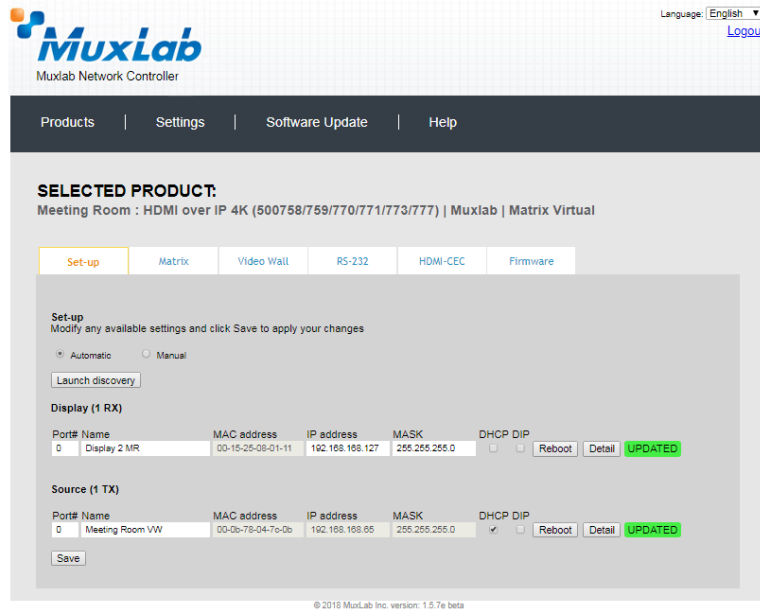 Language: English
Logou
MuxLab
Muxlab Network Controller
Products | Settings | Software Update | Help
SELECTED PRODUCT:
Meeting Room : HDMI over IP 4K (500758/759/770/771/773/777) | Muxlab | Matrix Virtual
Set-up Matrix Video Wall RS-232 HDMI-CEC Firmware
Set-up
Modify any available settings and click Save to apply your changes
Automatic Manual
Launch discovery
Display (1 RX)
Port# Name MAC address IP address MASK DHCP DIP
0 Display 2 MR 00-15-25-08-01-11 192.168.168.127 255.255.255.0 Reboot Detail UPDATED
Source (1 TX)
Port# Name MAC address IP address MASK DHCP DIP
0 Meeting Room VW 00-0b-78-04-7c-0b 192.168.168.65 255.255.255.0 Reboot Detail UPDATED
Save
© 2018 MuxLab Inc. version: 1.5.7e beta